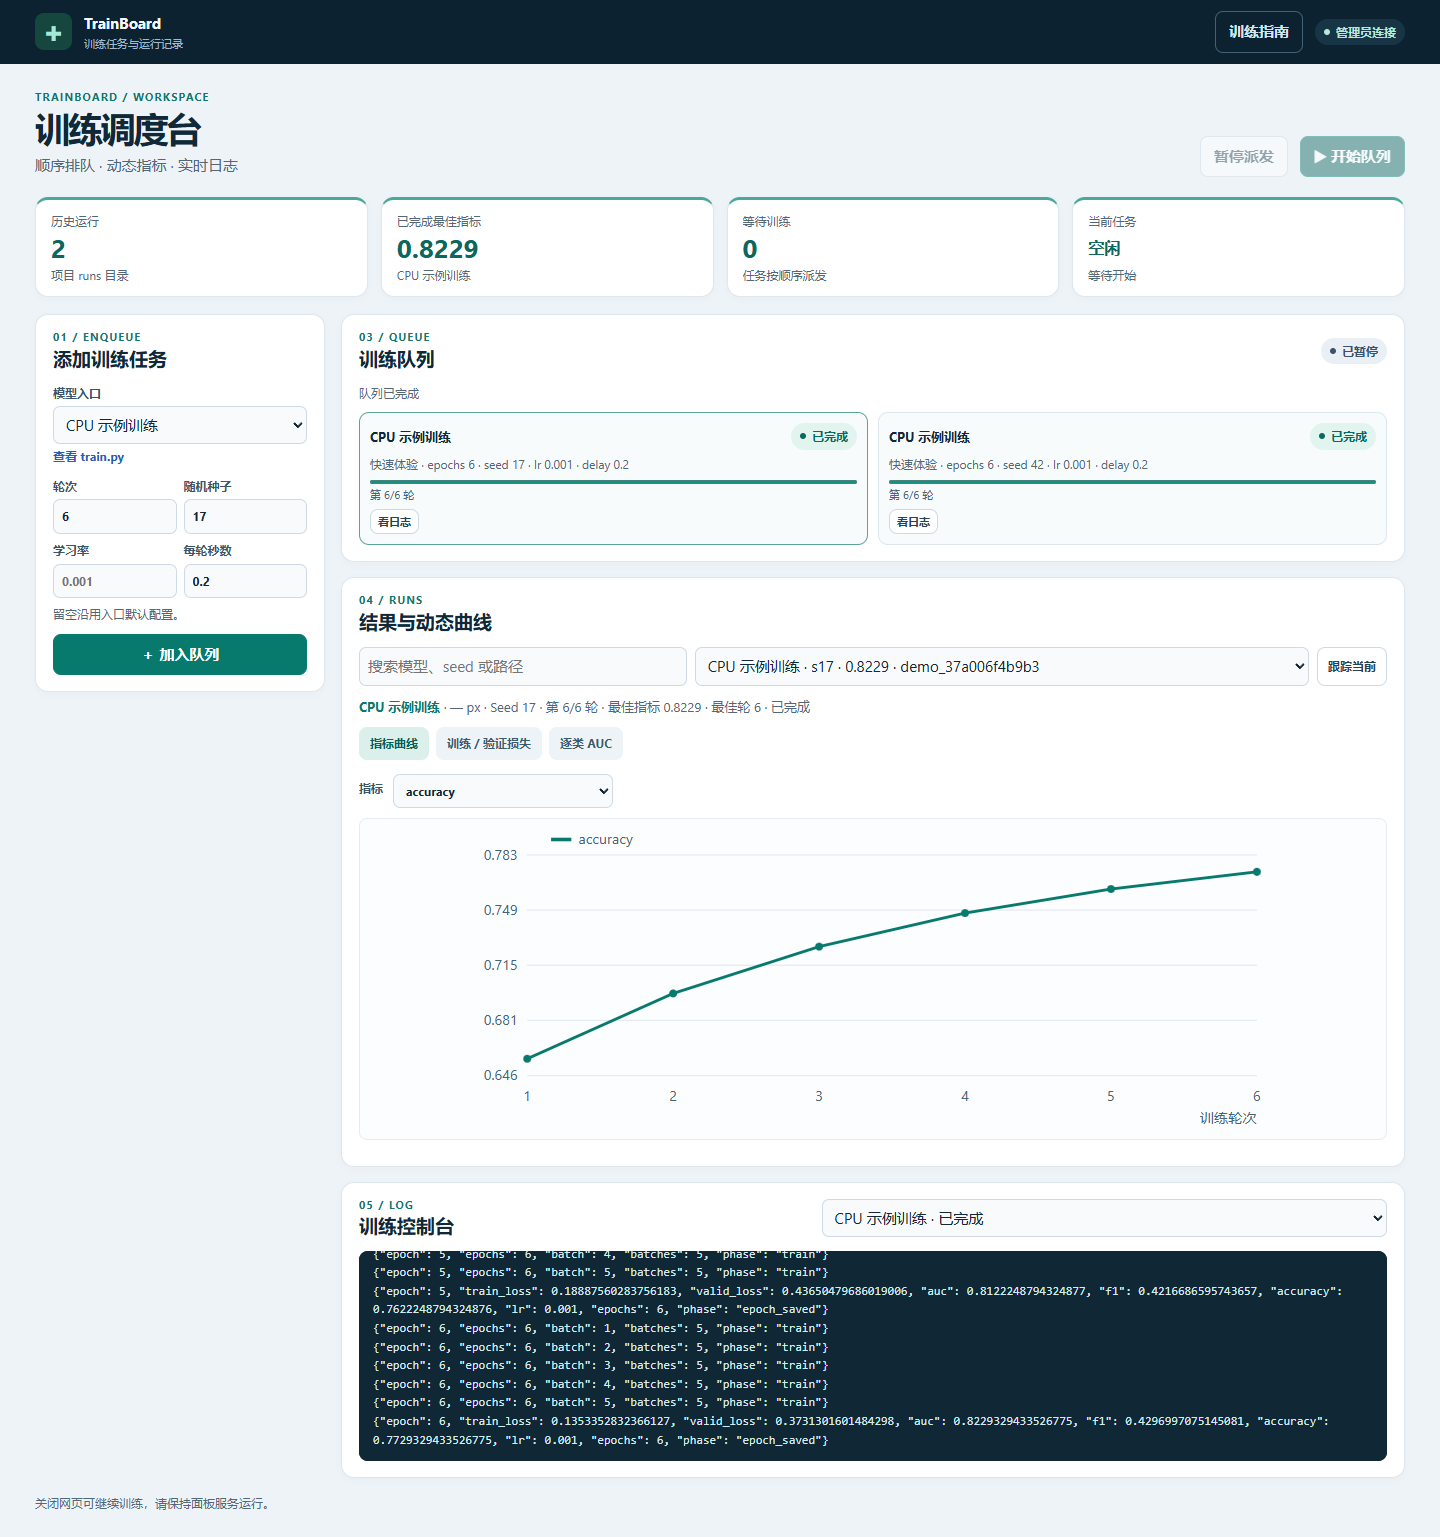 TrainBoard
训练任务与运行记录
训练指南
管理员连接
TRAINBOARD / WORKSPACE
训练调度台
顺序排队 · 动态指标 · 实时日志
暂停派发
▶ 开始队列
历史运行
2
项目 runs 目录
已完成最佳指标
0.8229
CPU 示例训练
等待训练
0
任务按顺序派发
当前任务
空闲
等待开始
01 / ENQUEUE
添加训练任务
模型入口
CPU 示例训练
查看 train.py
轮次
随机种子
6
17
学习率
每轮秒数
0.001
0.2
留空沿用入口默认配置。
+ 加入队列
03 / QUEUE
训练队列
已暂停
队列已完成
CPU 示例训练
已完成
快速体验 · epochs 6 · seed 17 · lr 0.001 · delay 0.2
第 6/6 轮
看日志
CPU 示例训练
已完成
快速体验 · epochs 6 · seed 42 · lr 0.001 · delay 0.2
第 6/6 轮
看日志
04 / RUNS
结果与动态曲线
搜索模型、seed 或路径
CPU 示例训练 · s17 · 0.8229 · demo_37a006f4b9b3
跟踪当前
CPU 示例训练 · — px · Seed 17 · 第 6/6 轮 · 最佳指标 0.8229 · 最佳轮 6 · 已完成
指标曲线
训练 / 验证损失
逐类 AUC
指标
accuracy
accuracy
0.783
0.749
0.715
0.681
0.646
1
2
3
4
5
6
训练轮次
05 / LOG
训练控制台
CPU 示例训练 · 已完成
{"epoch": 5, "epochs": 6, "batch": 4, "batches": 5, "phase": "train"}
{"epoch": 5, "epochs": 6, "batch": 5, "batches": 5, "phase": "train"}
{"epoch": 5, "train_loss": 0.18887560283756183, "valid_loss": 0.43650479686019006, "auc": 0.8122248794324877, "f1": 0.4216686595743657, "accuracy":
0.7622248794324876, "lr": 0.001, "epochs": 6, "phase": "epoch_saved"}
{"epoch": 6, "epochs": 6, "batch": 1, "batches": 5, "phase": "train"}
{"epoch": 6, "epochs": 6, "batch": 2, "batches": 5, "phase": "train"}
{"epoch": 6, "epochs": 6, "batch": 3, "batches": 5, "phase": "train"}
{"epoch": 6, "epochs": 6, "batch": 4, "batches": 5, "phase": "train"}
{"epoch": 6, "epochs": 6, "batch": 5, "batches": 5, "phase": "train"}
{"epoch": 6, "train_loss": 0.1353352832366127, "valid_loss": 0.3731301601484298, "auc": 0.8229329433526775, "f1": 0.4296997075145081, "accuracy":
0.7729329433526775, "lr": 0.001, "epochs": 6, "phase": "epoch_saved"}
关闭网页可继续训练，请保持面板服务运行。